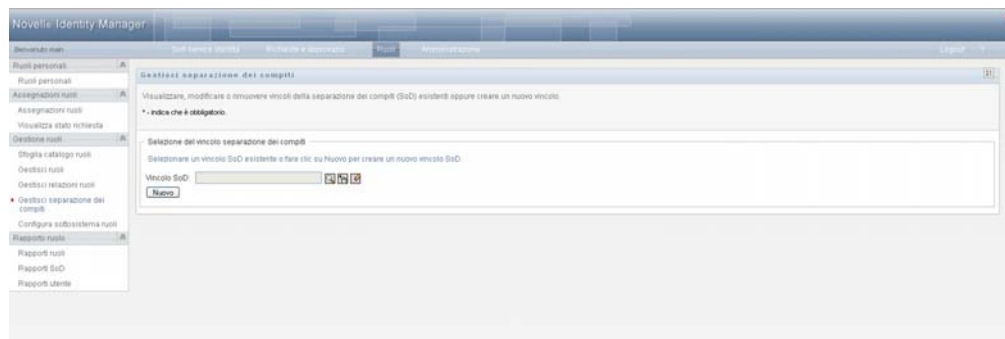 Novell® Identity Manager
Benvenuto main
Self-service identità
Richieste e approvazioni
Ruoli
Amministrazione
Logout
?
Ruoli personali
Ruoli personali
Assegnazioni ruoli
Assegnazioni ruoli
Visualizza stato richiesta
Gestione ruoli
Sfoglia catalogo ruoli
Gestisci ruoli
Gestisci relazioni ruoli
Gestisci separazione dei
compiti
Configura sottosistema ruoli
Rapporto ruolo
Rapporti ruoli
Rapporti SoD
Rapporti utente
Gestisci separazione dei compiti
Visualizzare, modificare o rimuovere vincoli della separazione dei compiti (SoD) esistenti oppure creare un nuovo vincolo.
* - indica che è obbligatorio.
Selezione del vincolo separazione dei compiti
Selezionare un vincolo SoD esistente o fare clic su Nuovo per creare un nuovo vincolo SoD.
Vincolo SoD:
Nuovo